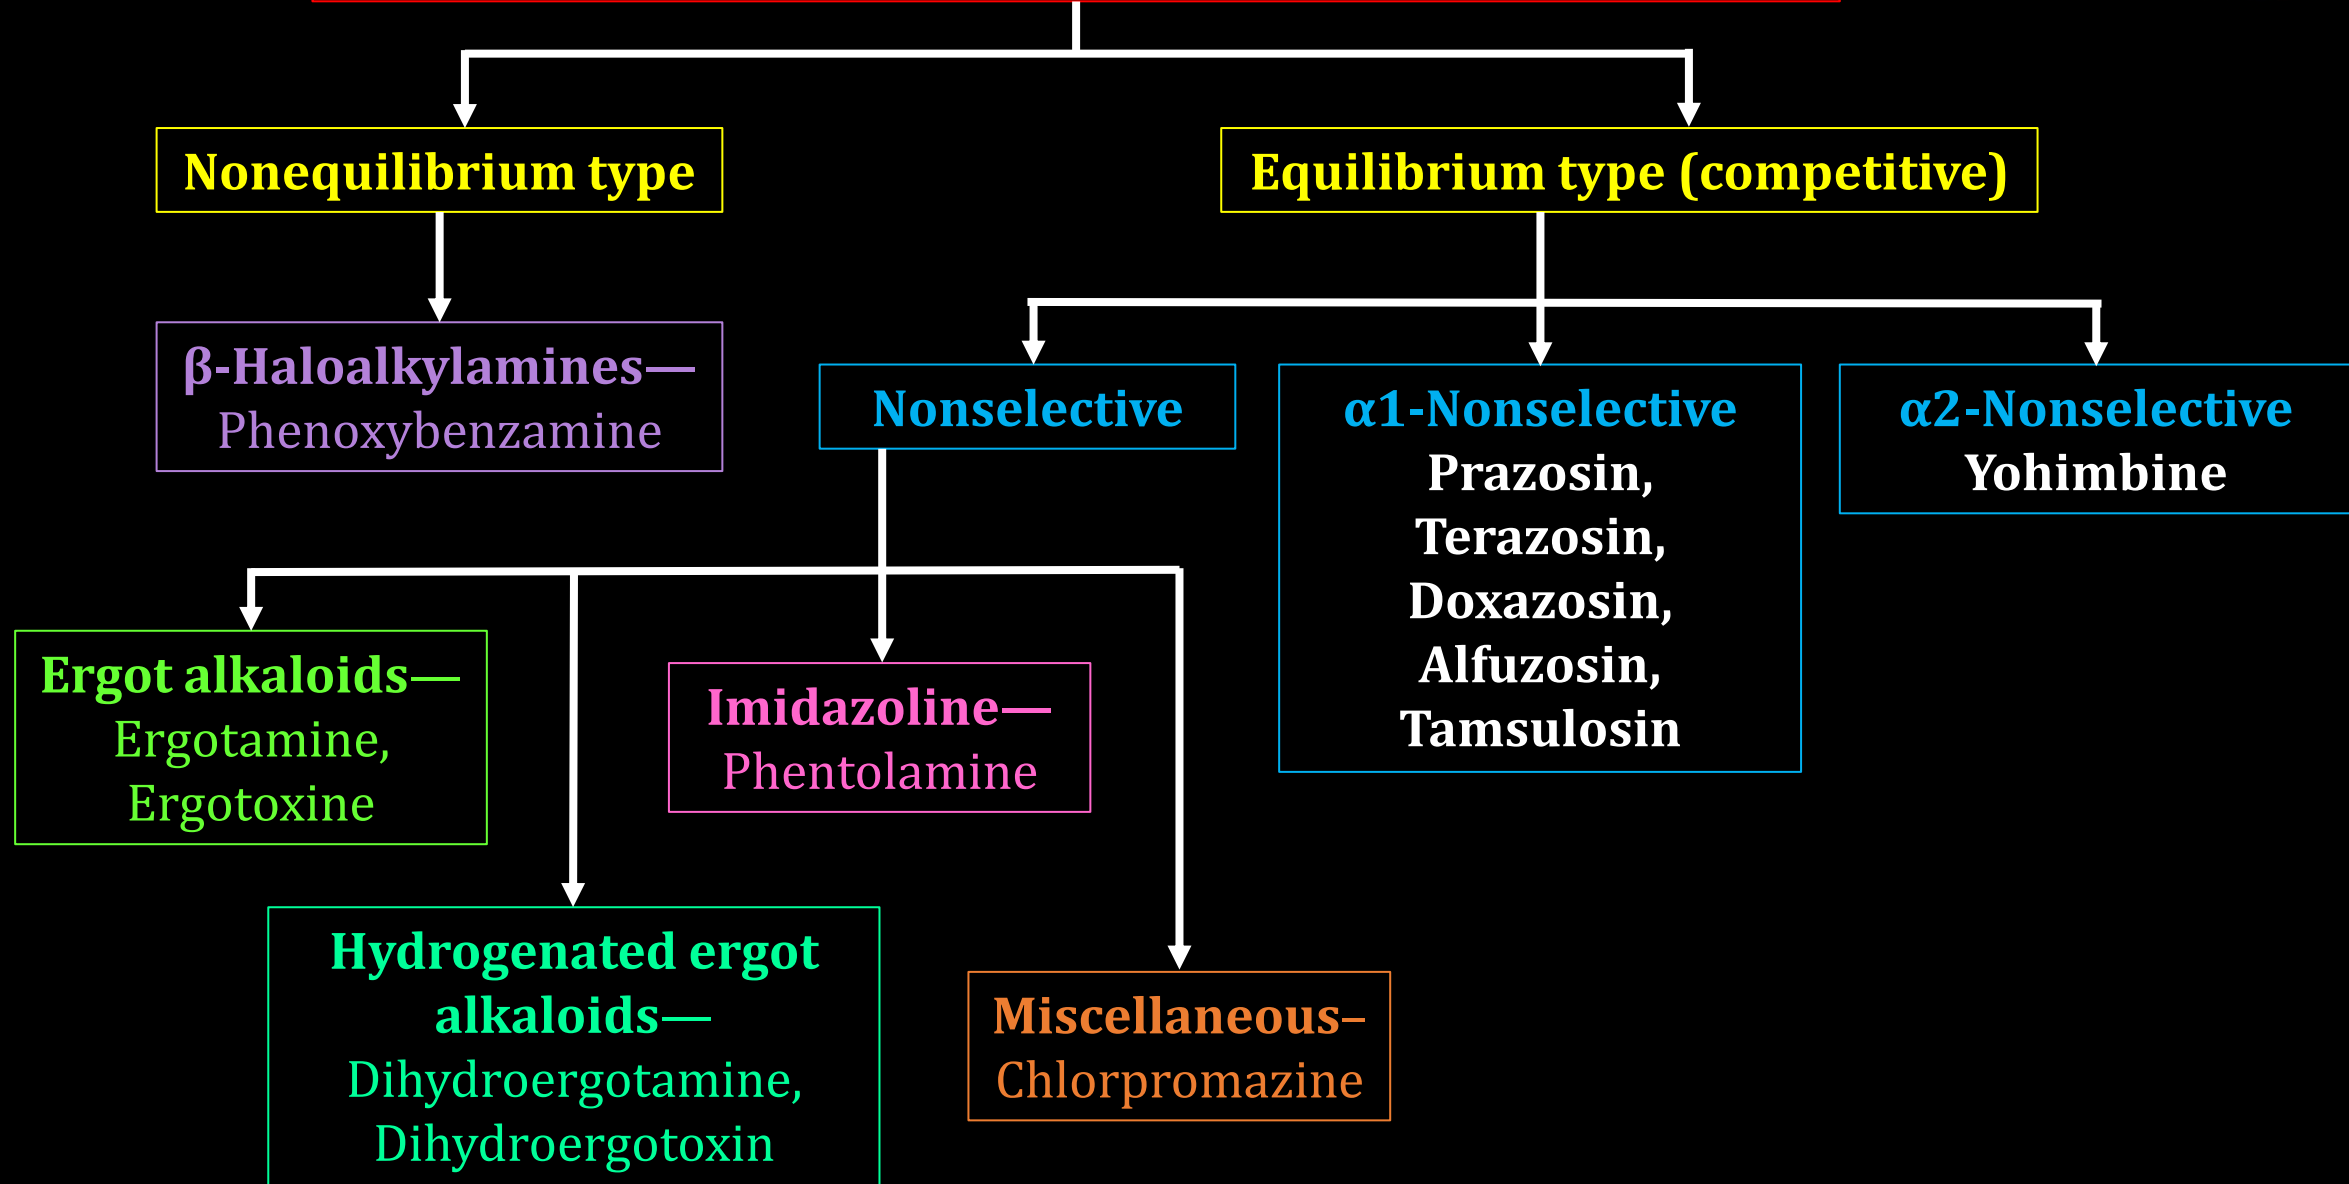 Nonequilibrium type
Equilibrium type (competitive)
β-Haloalkylamines—
Phenoxybenzamine
Nonselective
α1-Nonselective
Prazosin,
Terazosin,
Doxazosin,
Alfuzosin,
Tamsulosin
α2-Nonselective
Yohimbine
Ergot alkaloids—
Ergotamine,
Ergotoxine
Imidazoline—
Phentolamine
Hydrogenated ergot
alkaloids—
Dihydroergotamine,
Dihydroergotoxin
Miscellaneous–
Chlorpromazine